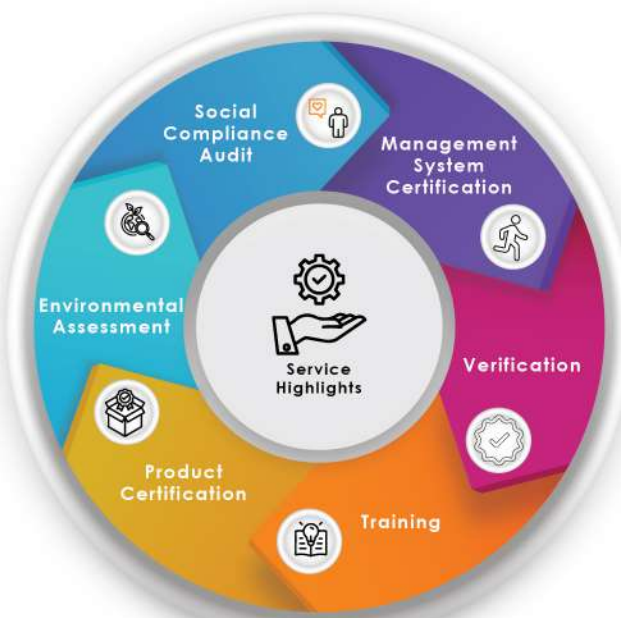 Social
Compliance
Audit
Management
System
Certification
Verification
Training
Product
Certification
Environmental
Assessment
Service
Highlights